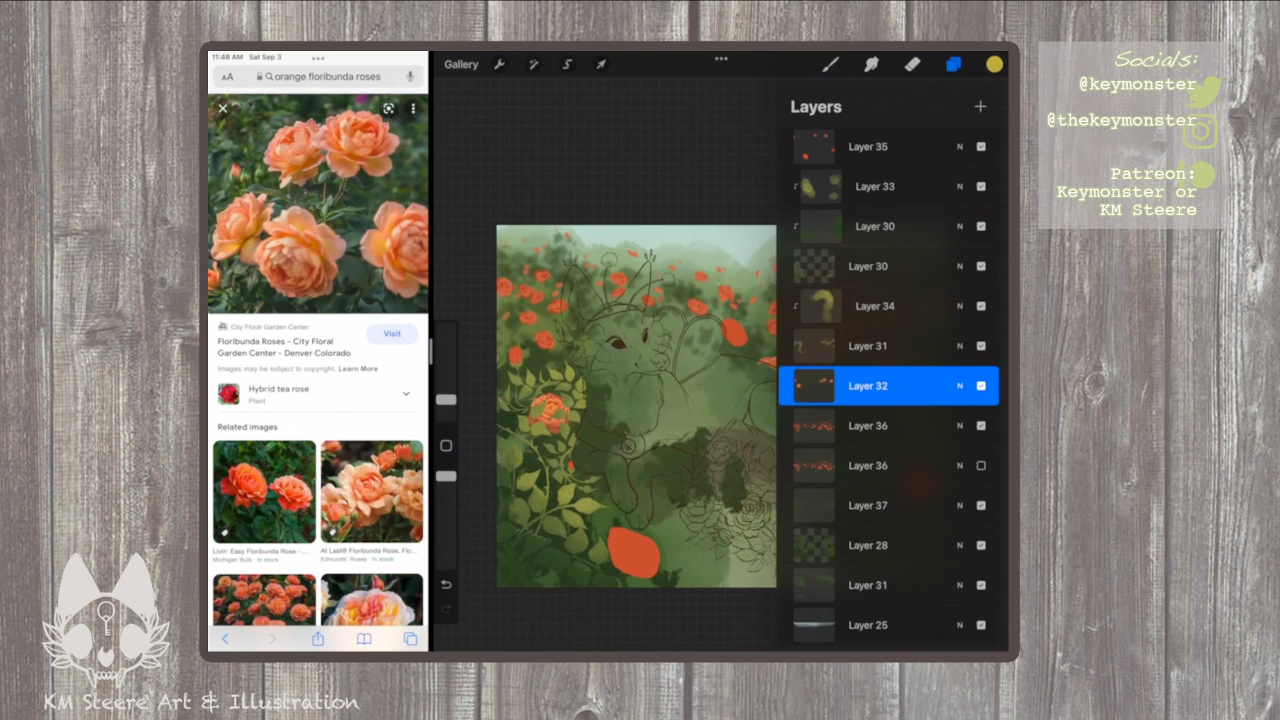 11:48 AM Sat Sep 3
AA orange floribunda roses
City Floral Garden Center
Floribunda Roses - City Floral
Garden Center - Denver Colorado
Visit
Images may be subject to copyright. Learn More
Hybrid tea rose
Plant
Related images
Livin' Easy Floribunda Rose - ...
Michigan Bulb · In stock
At Last® Floribunda Rose, Flo...
Edmunds' Roses · In stock
Gallery
Layers
Layer 35 N
Layer 33 N
Layer 30 N
Layer 30 N
Layer 34 N
Layer 31 N
Layer 32 N
Layer 36 N
Layer 36 N
Layer 37 N
Layer 28 N
Layer 31 N
Layer 25 N
Socials:
@keymonster
@thekeymonster
Patreon:
Keymonster or
KM Steere
KM Steere Art & Illustration